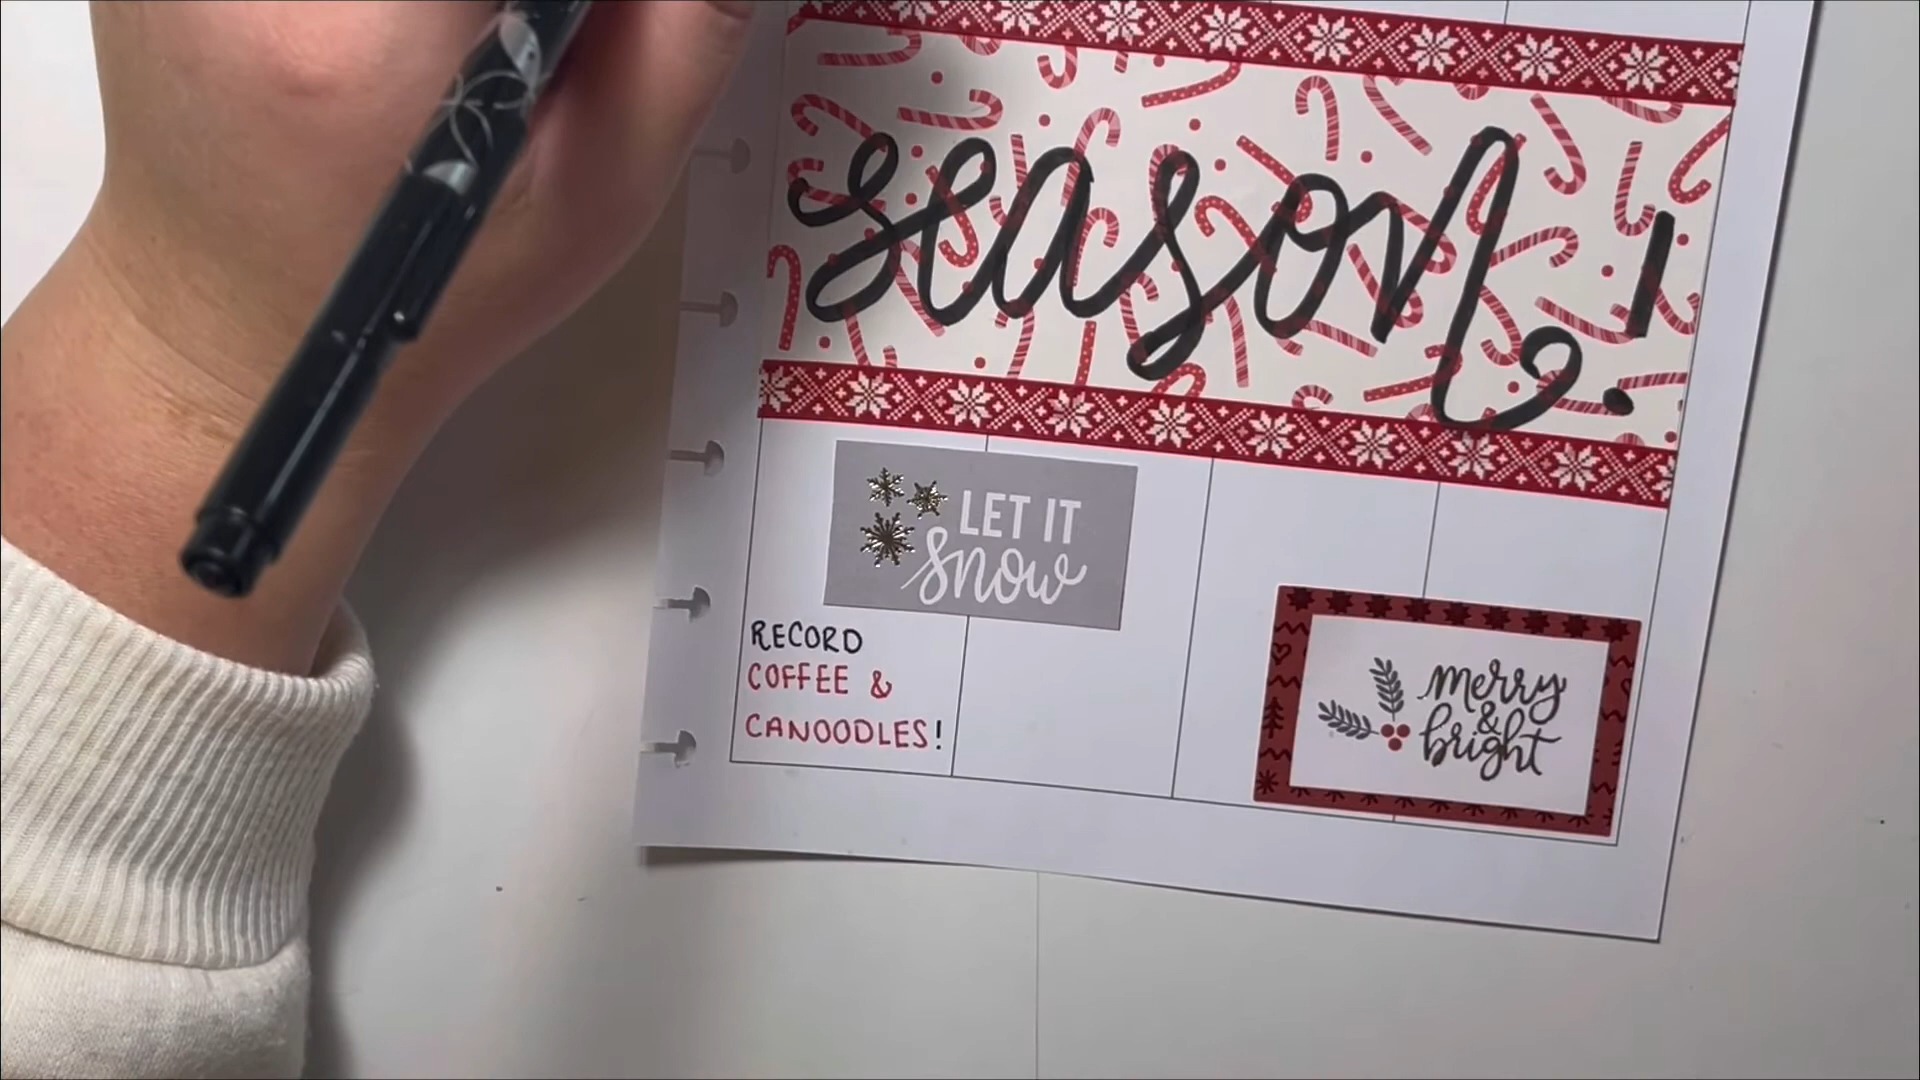 season!
LET IT
snow
RECORD
COFFEE &
CANOODLES!
merry
&
bright